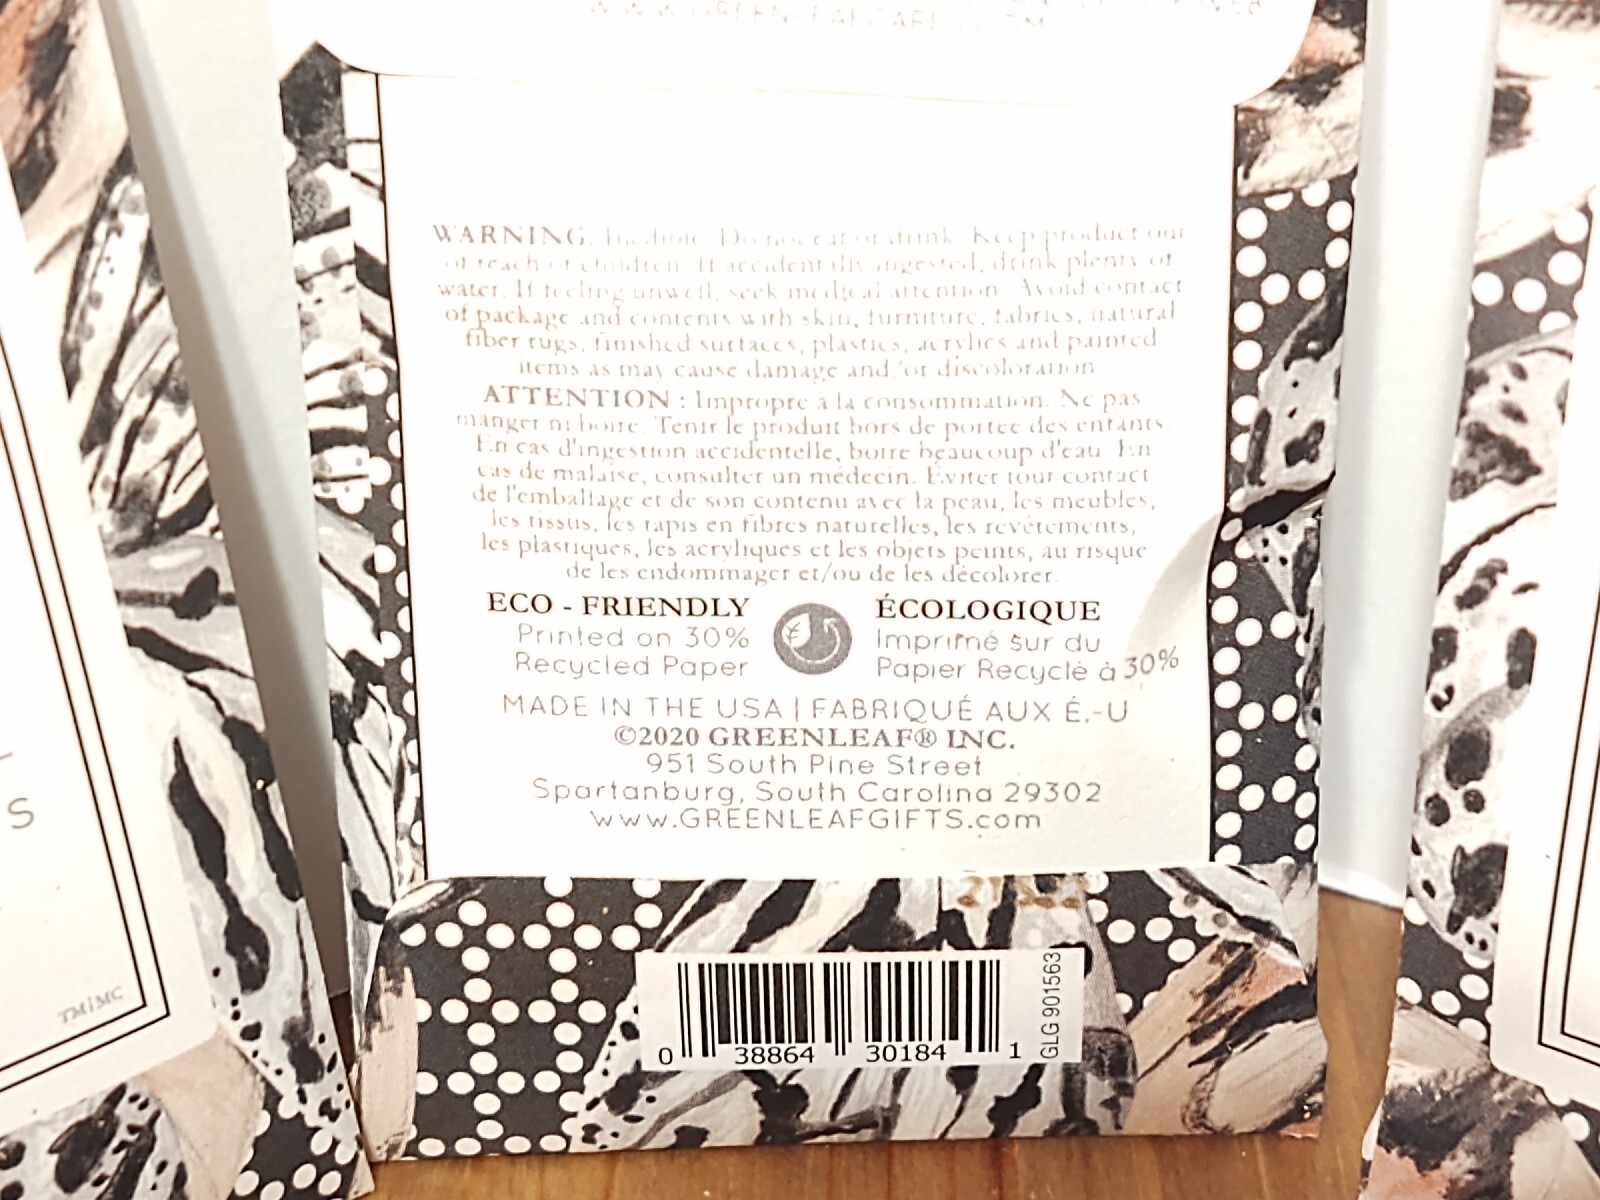 WWW.GREENLEAFCARES.COM
WARNING: Inedible. Do not eat or drink. Keep product out
of reach of children. If accidentally ingested, drink plenty of
water. If feeling unwell, seek medical attention. Avoid contact
of package and contents with skin, furniture, fabrics, natural
fiber rugs, finished surfaces, plastics, acrylics and painted
items as may cause damage and/or discoloration
ATTENTION : Impropre à la consommation. Ne pas
manger ni boire. Tenir le produit hors de portée des enfants.
En cas d'ingestion accidentelle, boire beaucoup d'eau. En
cas de malaise, consulter un médecin. Éviter tout contact
de l'emballage et de son contenu avec la peau, les meubles,
les tissus, les tapis en fibres naturelles, les revêtements,
les plastiques, les acryliques et les objets peints, au risque
de les endommager et/ou de les décolorer.
ECO - FRIENDLY
Printed on 30%
Recycled Paper
ÉCOLOGIQUE
Imprimé sur du
Papier Recyclé à 30%
MADE IN THE USA | FABRIQUÉ AUX É.-U
©2020 GREENLEAF® INC.
951 South Pine Street
Spartanburg, South Carolina 29302
www.GREENLEAFGIFTS.com
0 38864 30184 1
GLG 901563
S
TM|MC